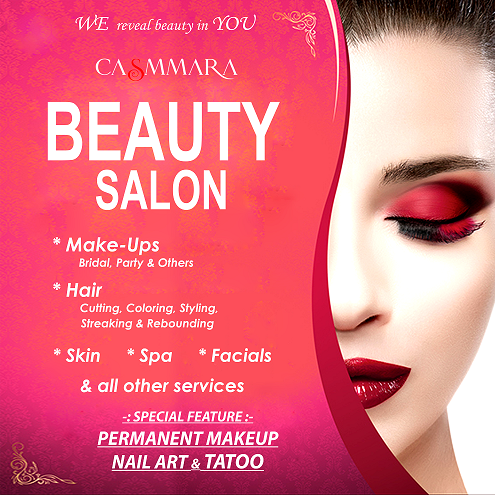 WE reveal beauty in YOU
CASMMARA
BEAUTY
SALON
* Make-Ups
Bridal, Party & Others
* Hair
Cutting, Coloring, Styling,
Streaking & Rebounding
* Skin * Spa * Facials
& all other services
-: SPECIAL FEATURE :-
PERMANENT MAKEUP
NAIL ART & TATOO